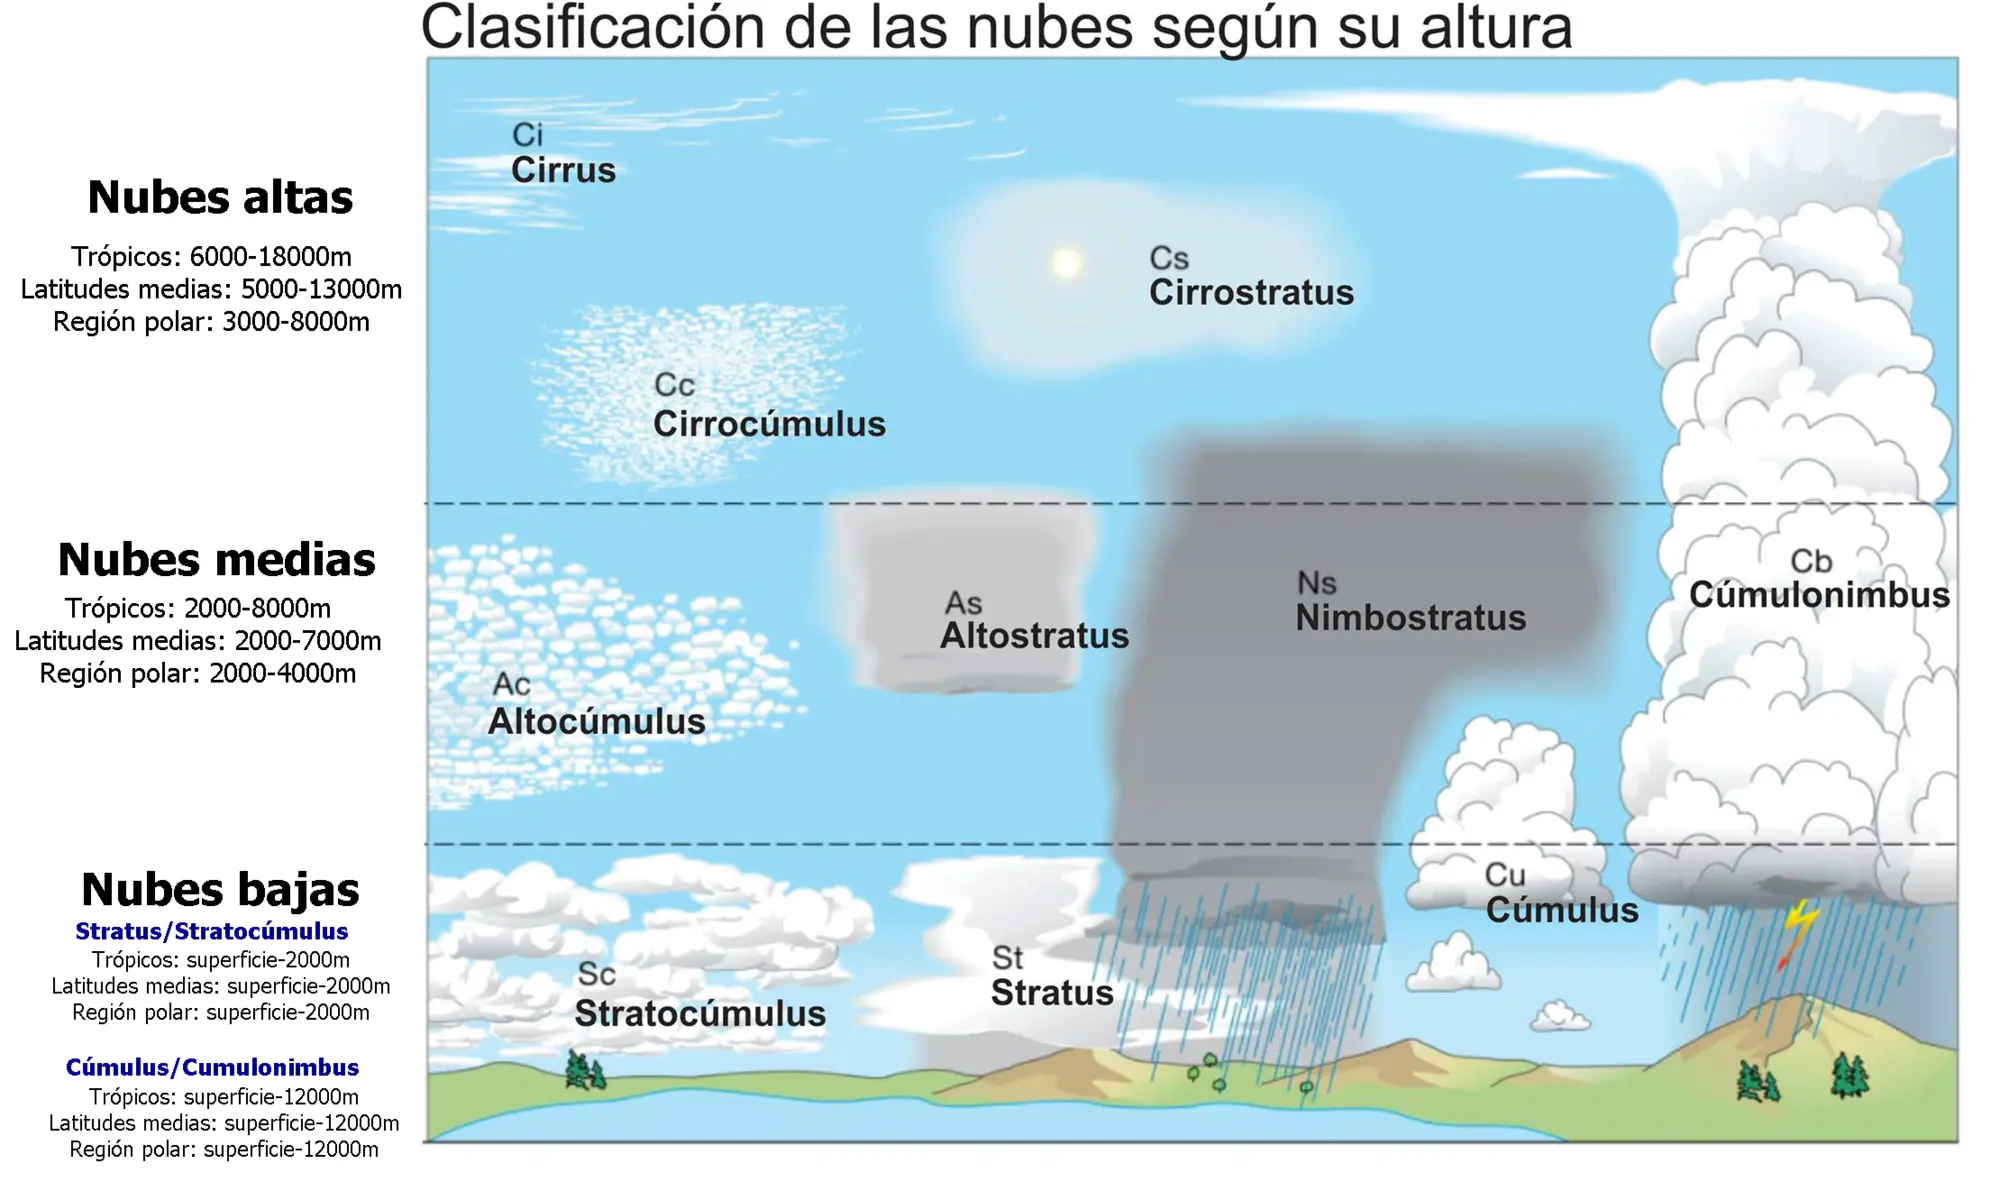 Clasificación de las nubes según su altura
Nubes altas
Trópicos: 6000-18000m
Latitudes medias: 5000-13000m
Región polar: 3000-8000m
Ci
Cirrus
Cs
Cirrostratus
Cc
Cirrocúmulus
Nubes medias
Trópicos: 2000-8000m
Latitudes medias: 2000-7000m
Región polar: 2000-4000m
Ac
Altocúmulus
As
Altostratus
Ns
Nimbostratus
Cb
Cúmulonimbus
Nubes bajas
Stratus/Stratocúmulus
Trópicos: superficie-2000m
Latitudes medias: superficie-2000m
Región polar: superficie-2000m
Cúmulus/Cumulonimbus
Trópicos: superficie-12000m
Latitudes medias: superficie-12000m
Región polar: superficie-12000m
Sc
Stratocúmulus
St
Stratus
Cu
Cúmulus